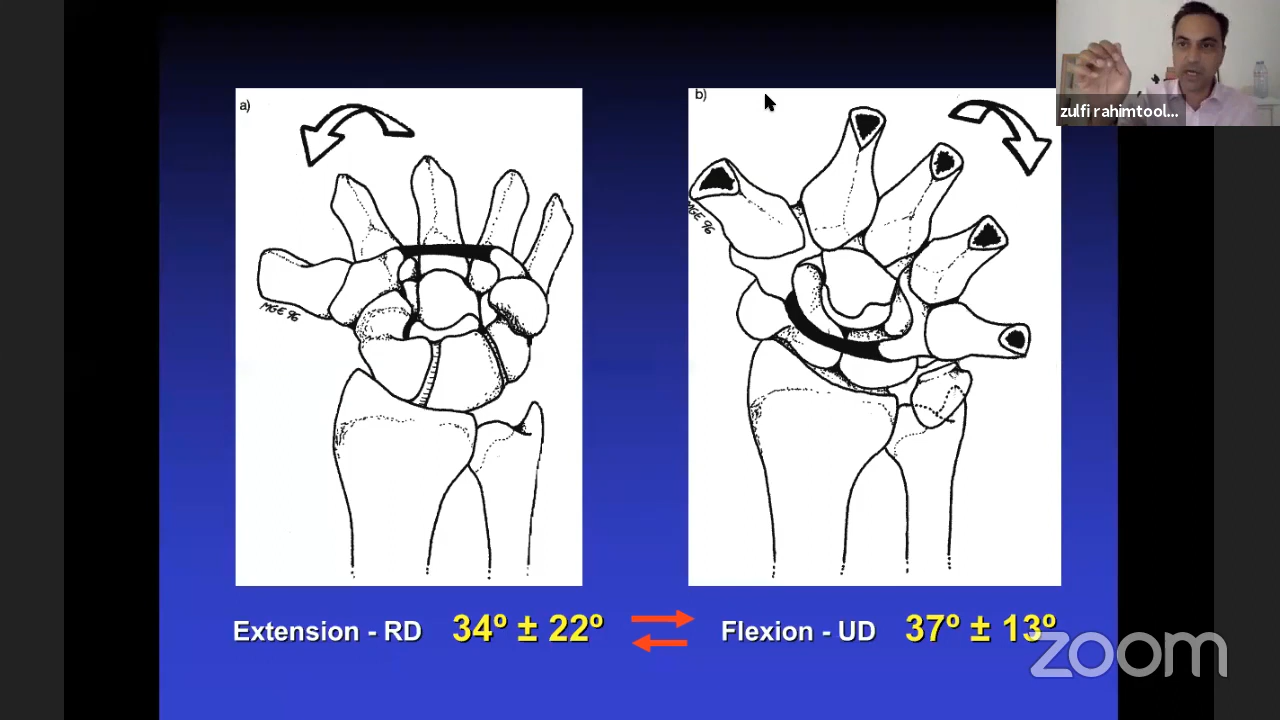 a)
b)
zulfi rahimtool...
MGE 96
MGE 96
Extension - RD 34º ± 22º
Flexion - UD 37º ± 13º
zoom